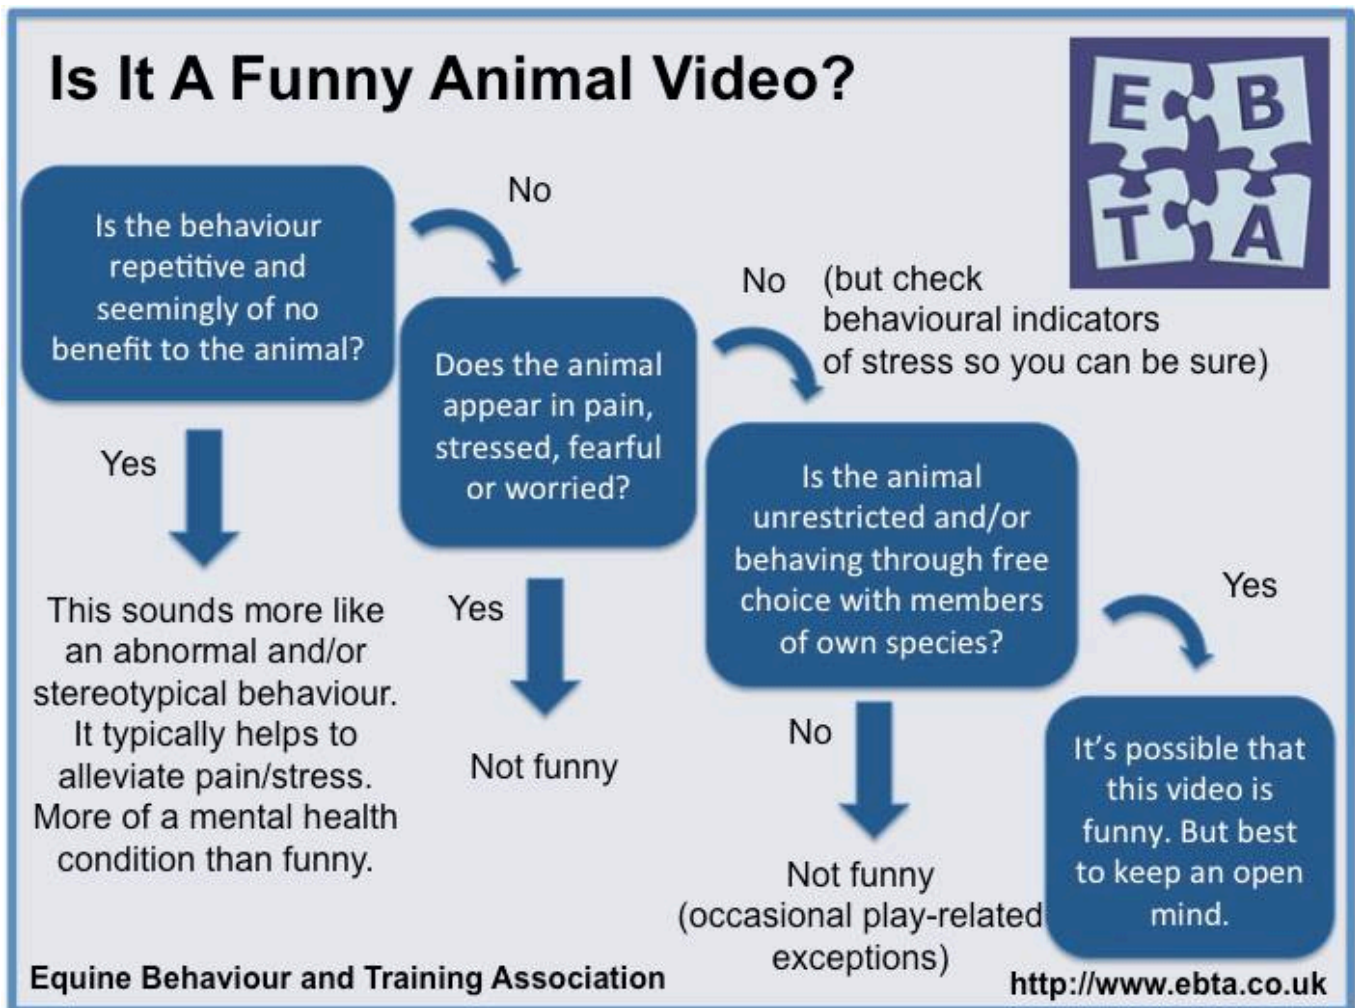 Is It A Funny Animal Video?
E B
T A
Is the behaviour
repetitive and
seemingly of no
benefit to the animal?
No
Does the animal
appear in pain,
stressed, fearful
or worried?
No (but check
behavioural indicators
of stress so you can be sure)
Is the animal
unrestricted and/or
behaving through free
choice with members
of own species?
Yes
It’s possible that
this video is
funny. But best
to keep an open
mind.
Yes
This sounds more like
an abnormal and/or
stereotypical behaviour.
It typically helps to
alleviate pain/stress.
More of a mental health
condition than funny.
Yes
Not funny
No
Not funny
(occasional play-related
exceptions)
Equine Behaviour and Training Association
http://www.ebta.co.uk